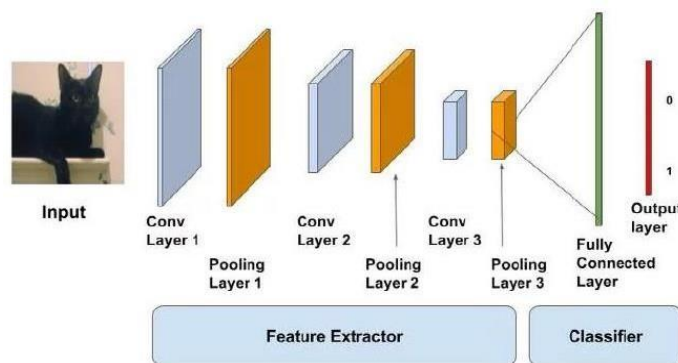 Input
Conv
Layer 1
Pooling
Layer 1
Conv
Layer 2
Pooling
Layer 2
Conv
Layer 3
Pooling
Layer 3
Fully
Connected
Layer
0
1
Output
layer
Feature Extractor
Classifier